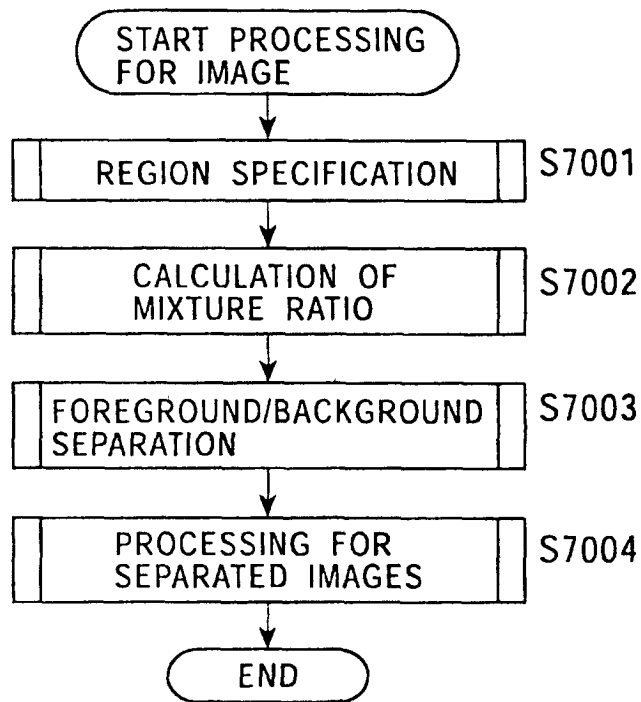 START PROCESSING
FOR IMAGE
REGION SPECIFICATION
S7001
CALCULATION OF
MIXTURE RATIO
S7002
FOREGROUND/BACKGROUND
SEPARATION
S7003
PROCESSING FOR
SEPARATED IMAGES
S7004
END